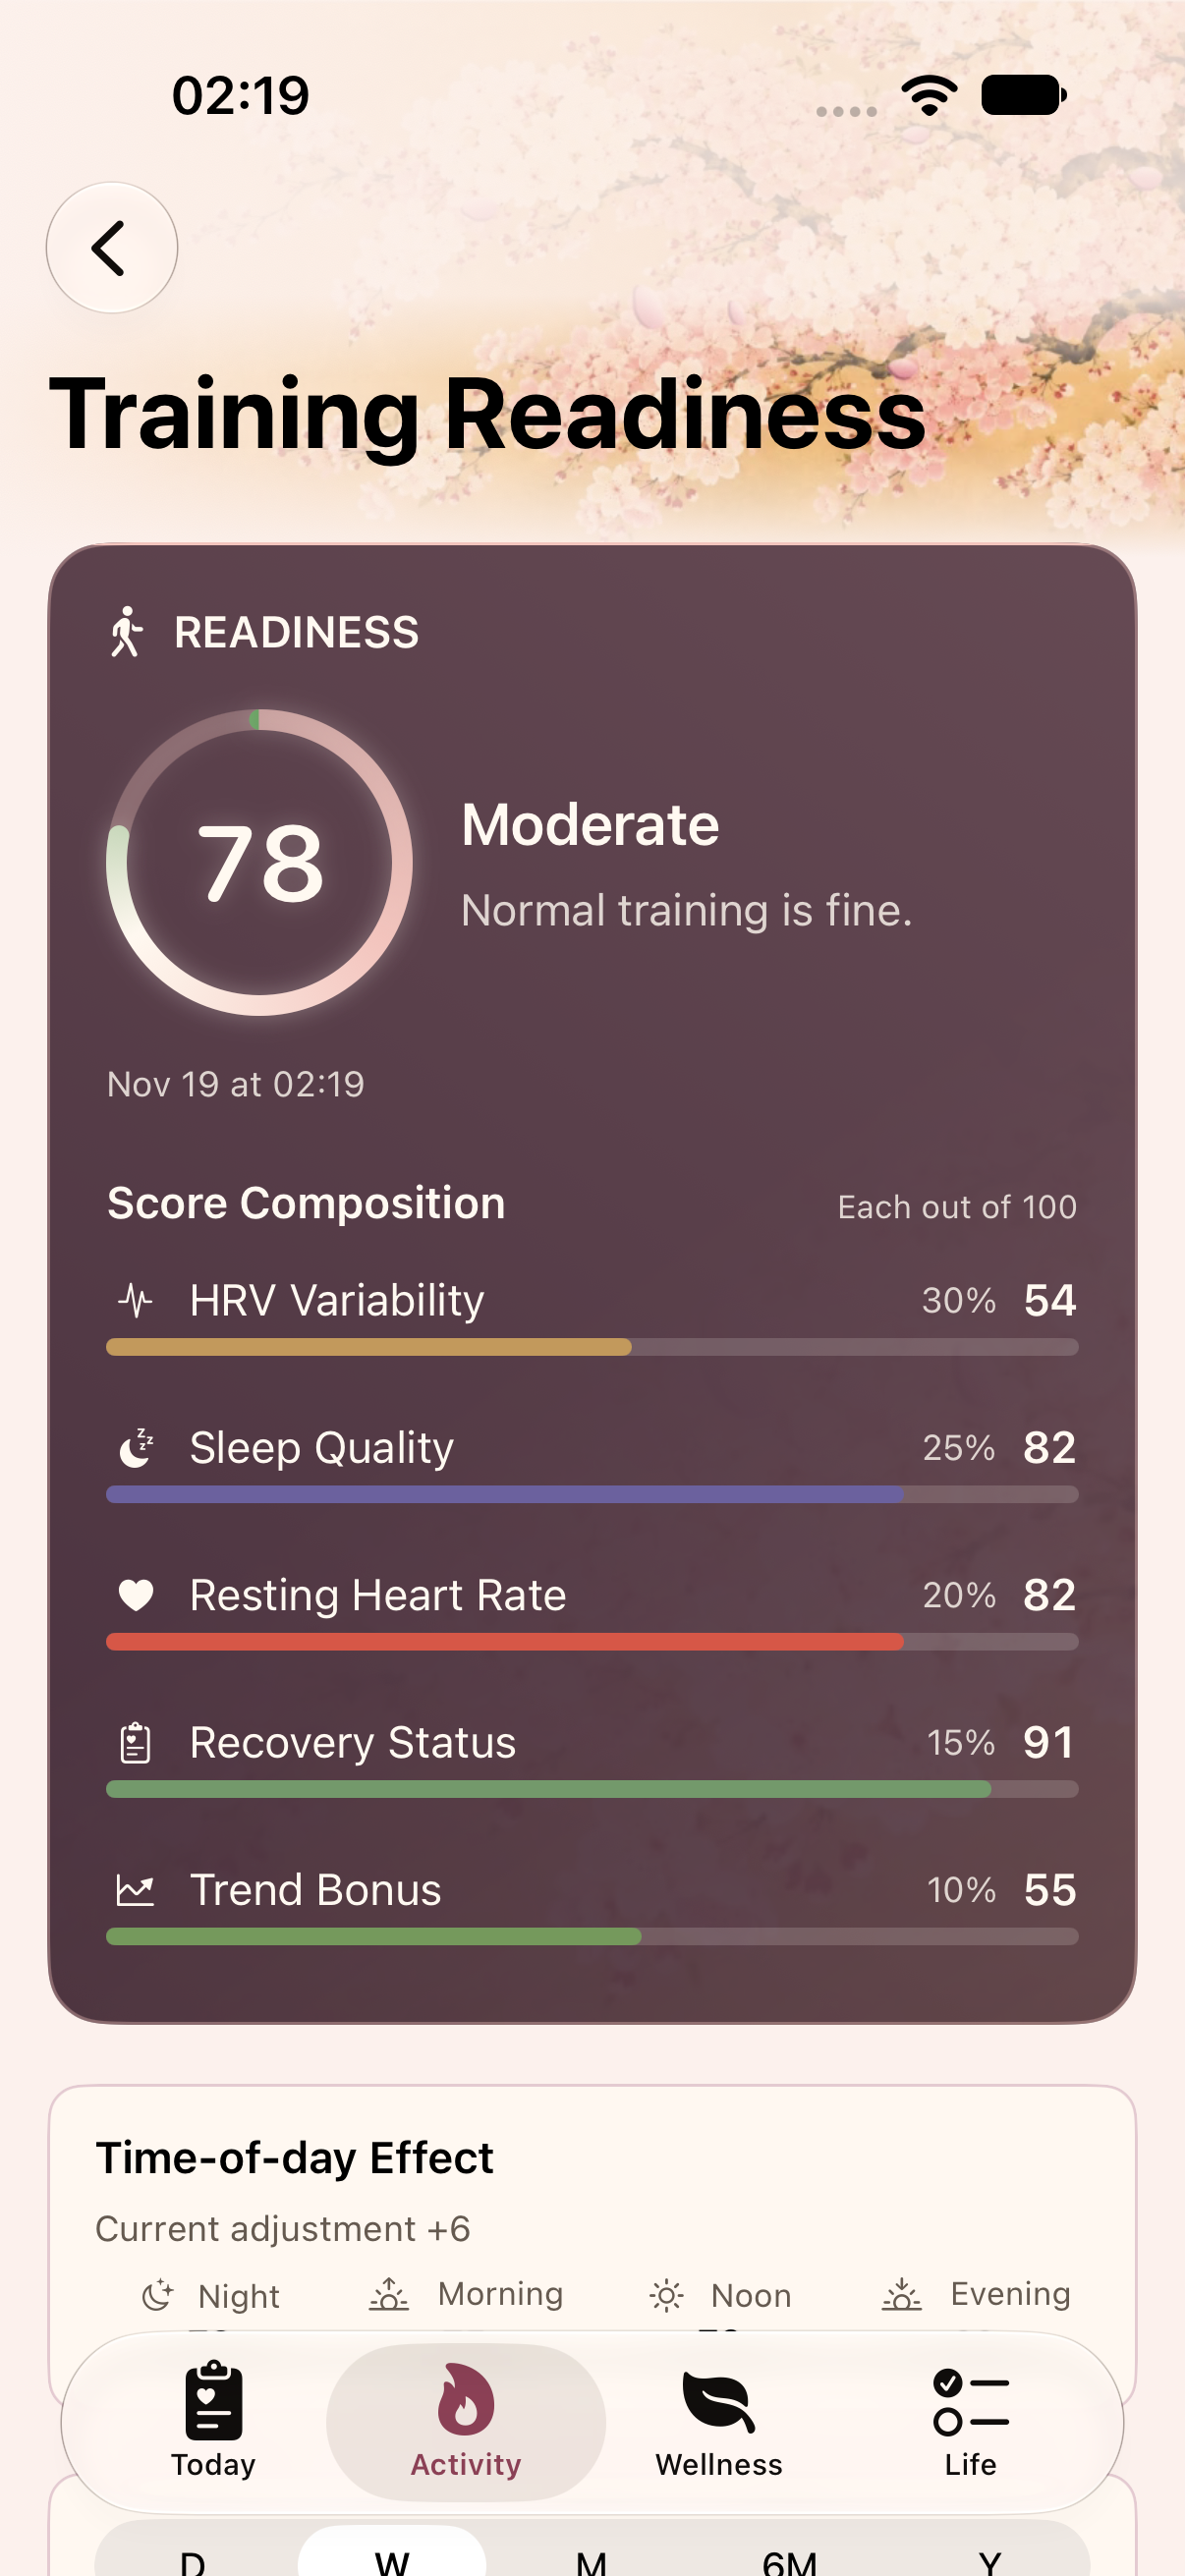 02:19
Training Readiness
READINESS
78
Moderate
Normal training is fine.
Nov 19 at 02:19
Score Composition Each out of 100
HRV Variability 30% 54
Sleep Quality 25% 82
Resting Heart Rate 20% 82
Recovery Status 15% 91
Trend Bonus 10% 55
Time-of-day Effect
Current adjustment +6
Night Morning Noon Evening
Today Activity Wellness Life
D W M 6M Y